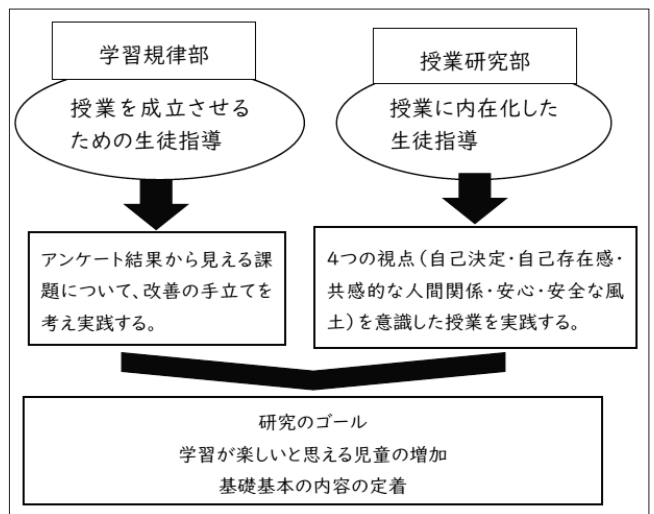 学習規律部
授業を成立させる
ための生徒指導
アンケート結果から見える課
題について、改善の手立てを
考え実践する。
授業研究部
授業に内在化した
生徒指導
4つの視点（自己決定・自己存在感・
共感的な人間関係・安心・安全な風
土）を意識した授業を実践する。
研究のゴール
学習が楽しいと思える児童の増加
基礎基本の内容の定着